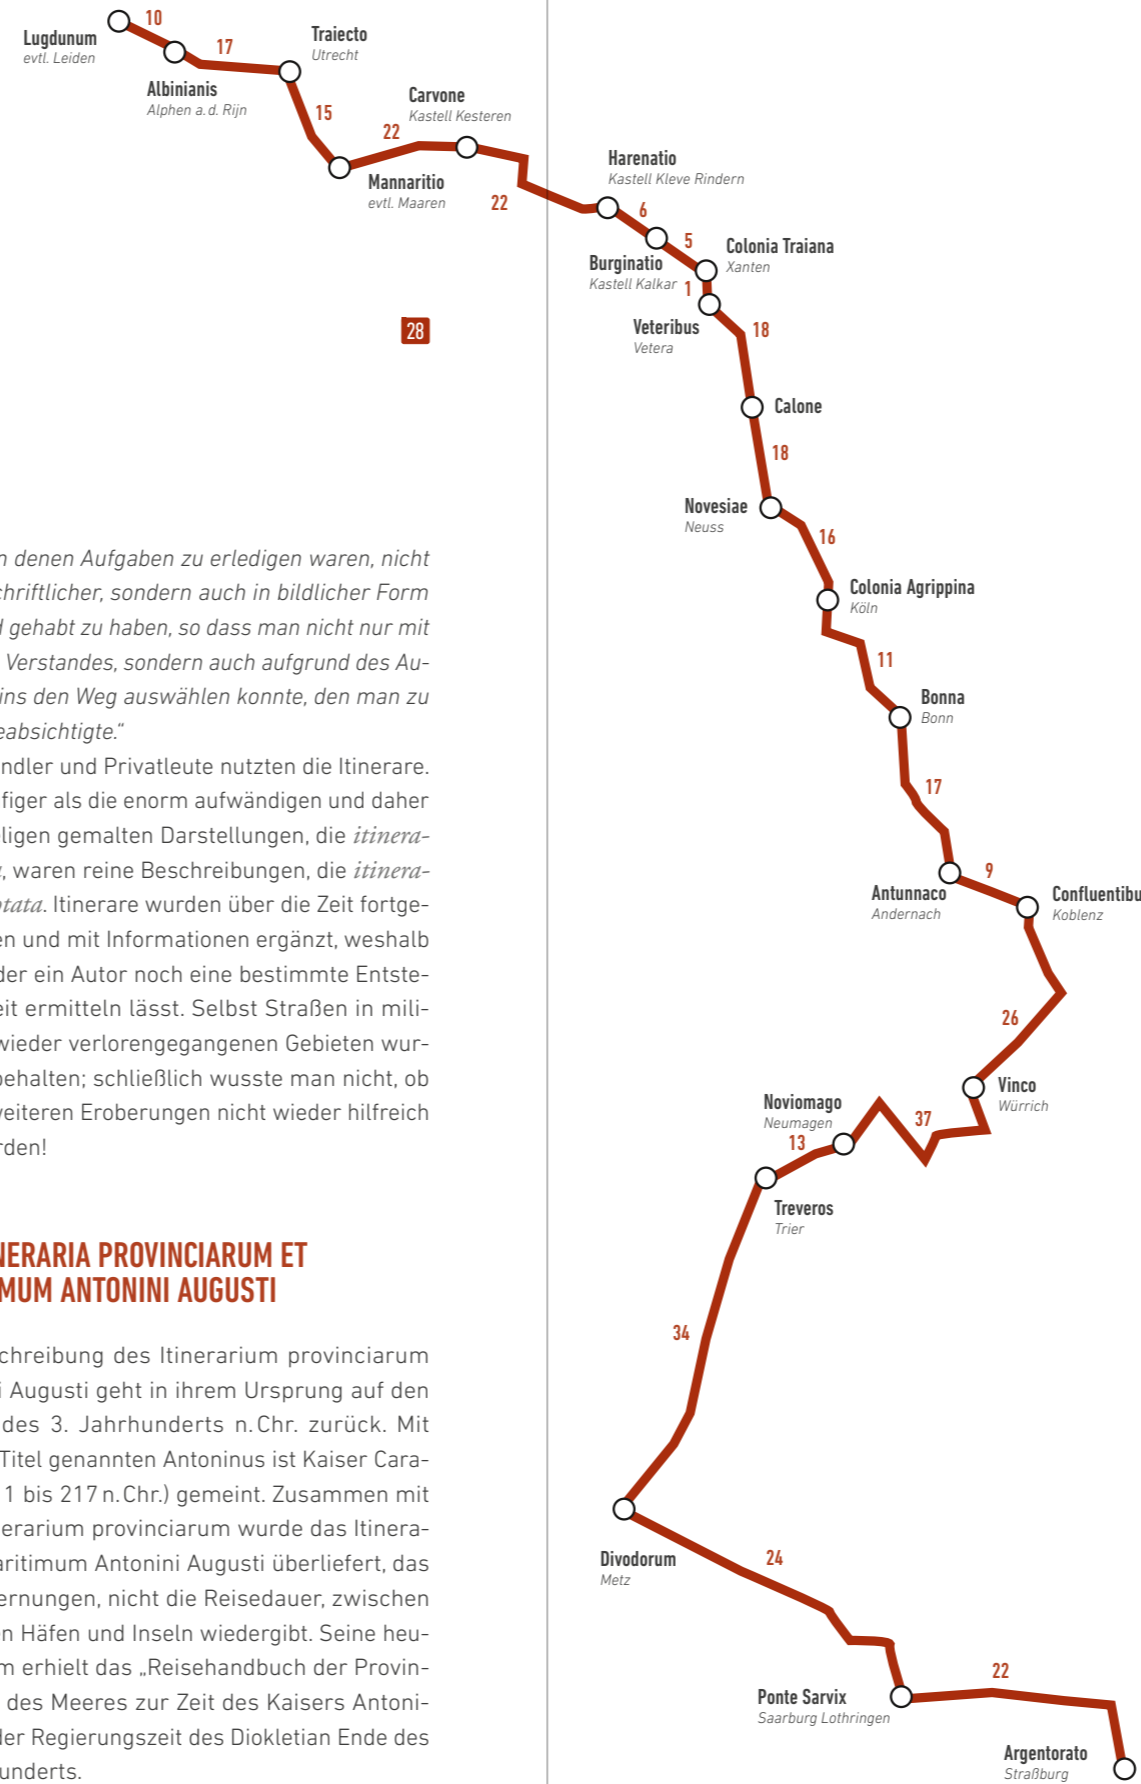 Lugdunum
evtl. Leiden
10
Albinianis
Alphen a.d. Rijn
17
Traiecto
Utrecht
15
Mannaritio
evtl. Maaren
22
Carvone
Kastell Kesteren
22
Harenatio
Kastell Kleve Rindern
6
Burginatio
Kastell Kalkar
5
Colonia Traiana
Xanten
1
Veteribus
Vetera
18
Calone
18
Novesiae
Neuss
16
Colonia Agrippina
Köln
11
Bonna
Bonn
17
Antunnaco
Andernach
9
Confluentibu
Koblenz
26
Vinco
Würrich
37
Noviomago
Neumagen
13
Treveros
Trier
34
Divodorum
Metz
24
Ponte Sarvix
Saarburg Lothringen
22
Argentorato
Straßburg
28
n denen Aufgaben zu erledigen waren, nicht
chriftlicher, sondern auch in bildlicher Form
d gehabt zu haben, so dass man nicht nur mit
Verstandes, sondern auch aufgrund des Au-
ins den Weg auswählen konnte, den man zu
eabsichtigte.“
ndler und Privatleute nutzten die Itinerare.
figer als die enorm aufwändigen und daher
eligen gemalten Darstellungen, die itinera-
, waren reine Beschreibungen, die itinera-
otata. Itinerare wurden über die Zeit fortge-
en und mit Informationen ergänzt, weshalb
der ein Autor noch eine bestimmte Entste-
eit ermitteln lässt. Selbst Straßen in mili-
wieder verlorengegangenen Gebieten wur-
behalten; schließlich wusste man nicht, ob
weiteren Eroberungen nicht wieder hilfreich
rden!
NERARIA PROVINCIARUM ET
MUM ANTONINI AUGUSTI
schreibung des Itinerarium provinciarum
i Augusti geht in ihrem Ursprung auf den
des 3. Jahrhunderts n.Chr. zurück. Mit
Titel genannten Antoninus ist Kaiser Cara-
1 bis 217 n.Chr.) gemeint. Zusammen mit
nerarium provinciarum wurde das Itinera-
aritimum Antonini Augusti überliefert, das
ernungen, nicht die Reisedauer, zwischen
en Häfen und Inseln wiedergibt. Seine heu-
m erhielt das „Reisehandbuch der Provin-
des Meeres zur Zeit des Kaisers Antoni-
der Regierungszeit des Diokletian Ende des
underts.